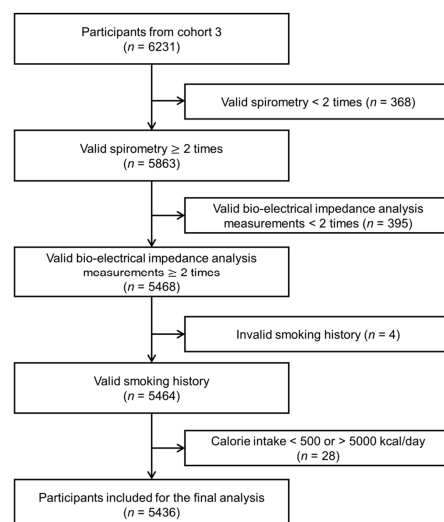 Participants from cohort 3
(n = 6231)
Valid spirometry < 2 times (n = 368)
Valid spirometry ≥ 2 times
(n = 5863)
Valid bio-electrical impedance analysis
measurements < 2 times (n = 395)
Valid bio-electrical impedance analysis
measurements ≥ 2 times
(n = 5468)
Invalid smoking history (n = 4)
Valid smoking history
(n = 5464)
Calorie intake < 500 or > 5000 kcal/day
(n = 28)
Participants included for the final analysis
(n = 5436)